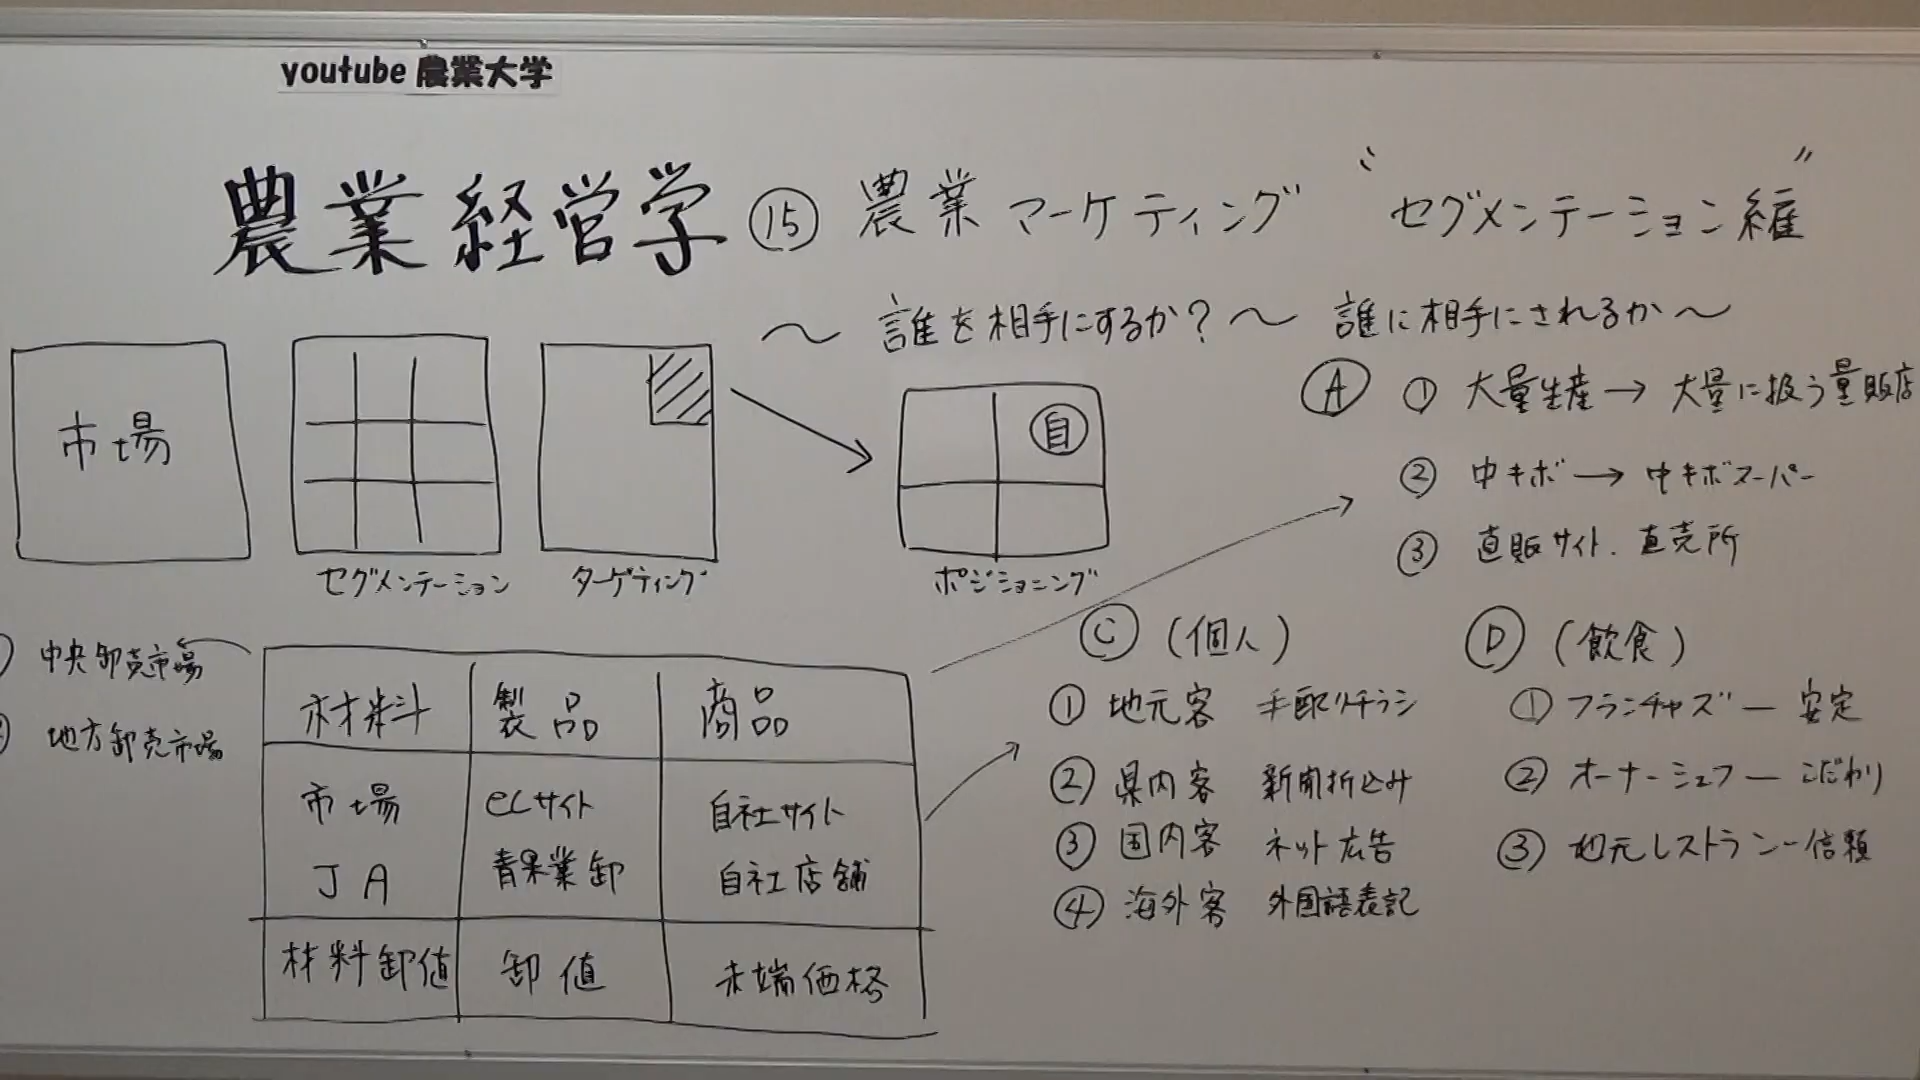 youtube 農業大学
農業経営学 ⑮ 農業マーケティング "セグメンテーション編"
〜 誰を相手にするか？〜 誰に相手にされるか〜
市場
セグメンテーション
ターゲティング
自
ポジショニング
Ⓐ ① 大量生産 → 大量に扱う量販店
② 中キボ → 中キボスーパー
③ 直販サイト、直売所
中央卸売市場
地方卸売市場
材料 製品 商品
市場 ECサイト 自社サイト
JA 青果業卸 自社店舗
材料卸値 卸値 末端価格
Ⓒ (個人)
① 地元客 手配りチラシ
② 県内客 新聞折込み
③ 国内客 ネット広告
④ 海外客 外国語表記
Ⓓ (飲食)
① フランチャズ ー 安定
② オーナーシェフ ー こだわり
③ 地元レストラン ー 信頼